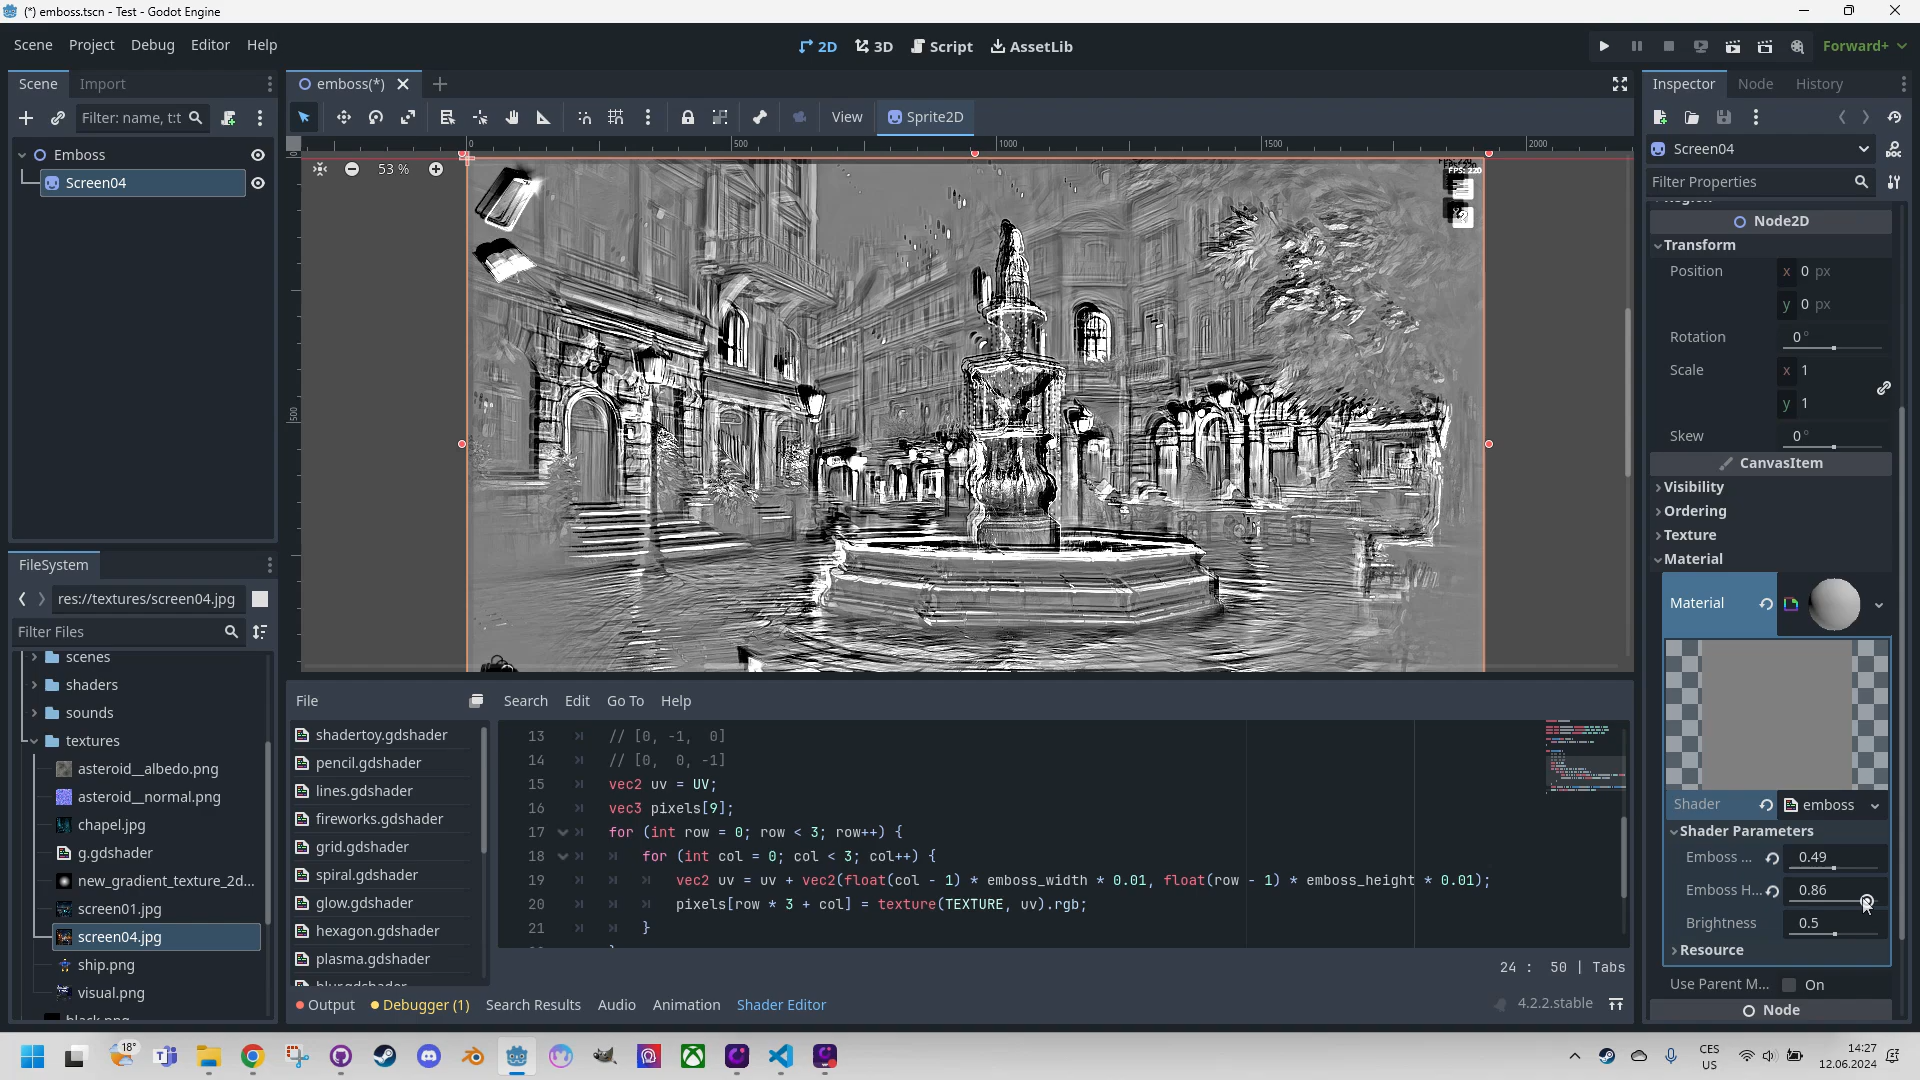 (*) emboss.tscn - Test - Godot Engine
Scene Project Debug Editor Help
2D 3D Script AssetLib
Forward+
Scene Import
emboss(*)
Inspector Node History
Filter: name, t:t
View Sprite2D
Emboss
Screen04
53 %
0 500 1000 1500 2000
500
FPS: 220
Screen04
Filter Properties
Node2D
Transform
Position x 0 px
y 0 px
Rotation 0 °
Scale x 1
y 1
Skew 0 °
CanvasItem
Visibility
Ordering
Texture
Material
Material
Shader emboss
Shader Parameters
Emboss ... 0.49
Emboss H... 0.86
Brightness 0.5
Resource
Use Parent M... On
Node
FileSystem
res://textures/screen04.jpg
Filter Files
scenes
shaders
sounds
textures
asteroid__albedo.png
asteroid__normal.png
chapel.jpg
g.gdshader
new_gradient_texture_2d...
screen01.jpg
screen04.jpg
ship.png
visual.png
File Search Edit Go To Help
shadertoy.gdshader
pencil.gdshader
lines.gdshader
fireworks.gdshader
grid.gdshader
spiral.gdshader
glow.gdshader
hexagon.gdshader
plasma.gdshader
13 // [0, -1, 0]
14 // [0, 0, -1]
15 vec2 uv = UV;
16 vec3 pixels[9];
17 for (int row = 0; row < 3; row++) {
18 for (int col = 0; col < 3; col++) {
19 vec2 uv = uv + vec2(float(col - 1) * emboss_width * 0.01, float(row - 1) * emboss_height * 0.01);
20 pixels[row * 3 + col] = texture(TEXTURE, uv).rgb;
21 }
24 : 50 | Tabs
Output Debugger (1) Search Results Audio Animation Shader Editor
4.2.2.stable
18°
CES
US
14:27
12.06.2024